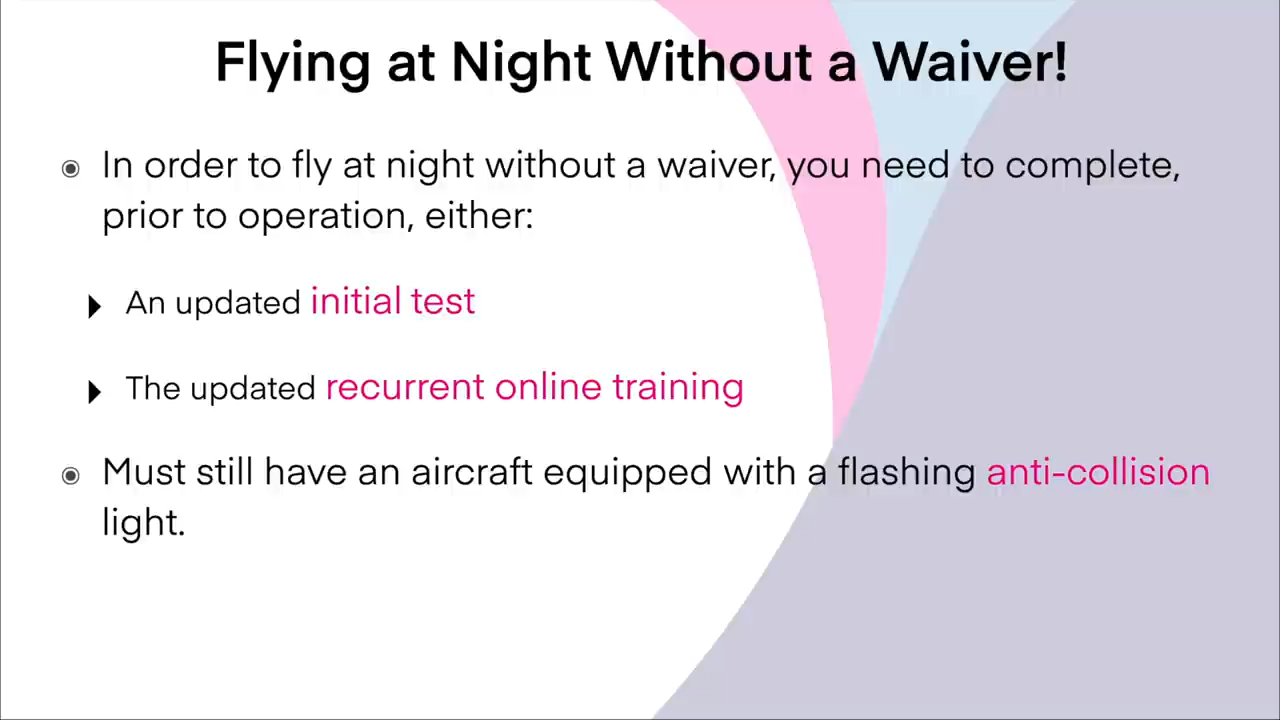 Flying at Night Without a Waiver!
In order to fly at night without a waiver, you need to complete,
prior to operation, either:
An updated initial test
The updated recurrent online training
Must still have an aircraft equipped with a flashing anti-collision
light.